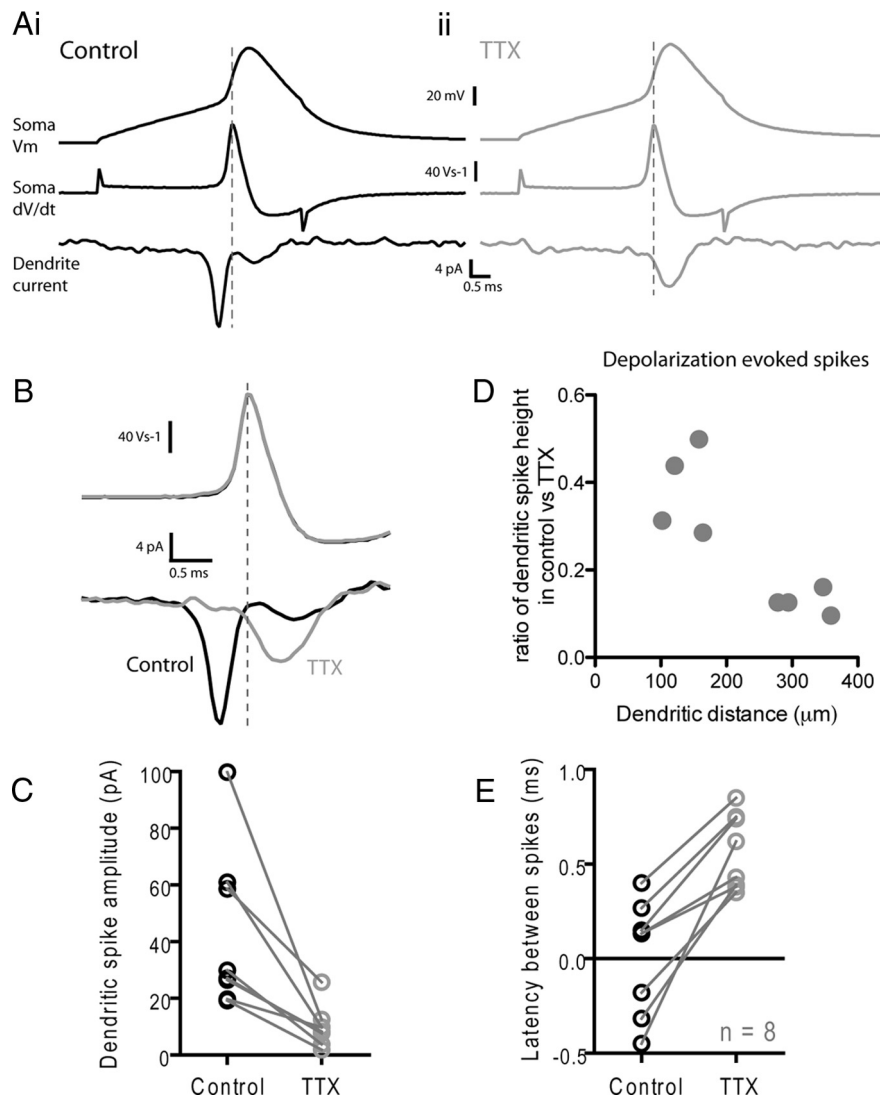 Ai
ii
Control
TTX
20 mV
Soma
Vm
40 Vs-1
Soma
dV/dt
Dendrite
current
4 pA
0.5 ms
B
40 Vs-1
4 pA
0.5 ms
Control
TTX
D
Depolarization evoked spikes
ratio of dendritic spike height
in control vs TTX
0.6
0.4
0.2
0.0
0 100 200 300 400
Dendritic distance (μm)
C
Dendritic spike amplitude (pA)
100
80
60
40
20
0
Control TTX
E
Latency between spikes (ms)
1.0
0.5
0.0
-0.5
n = 8
Control TTX